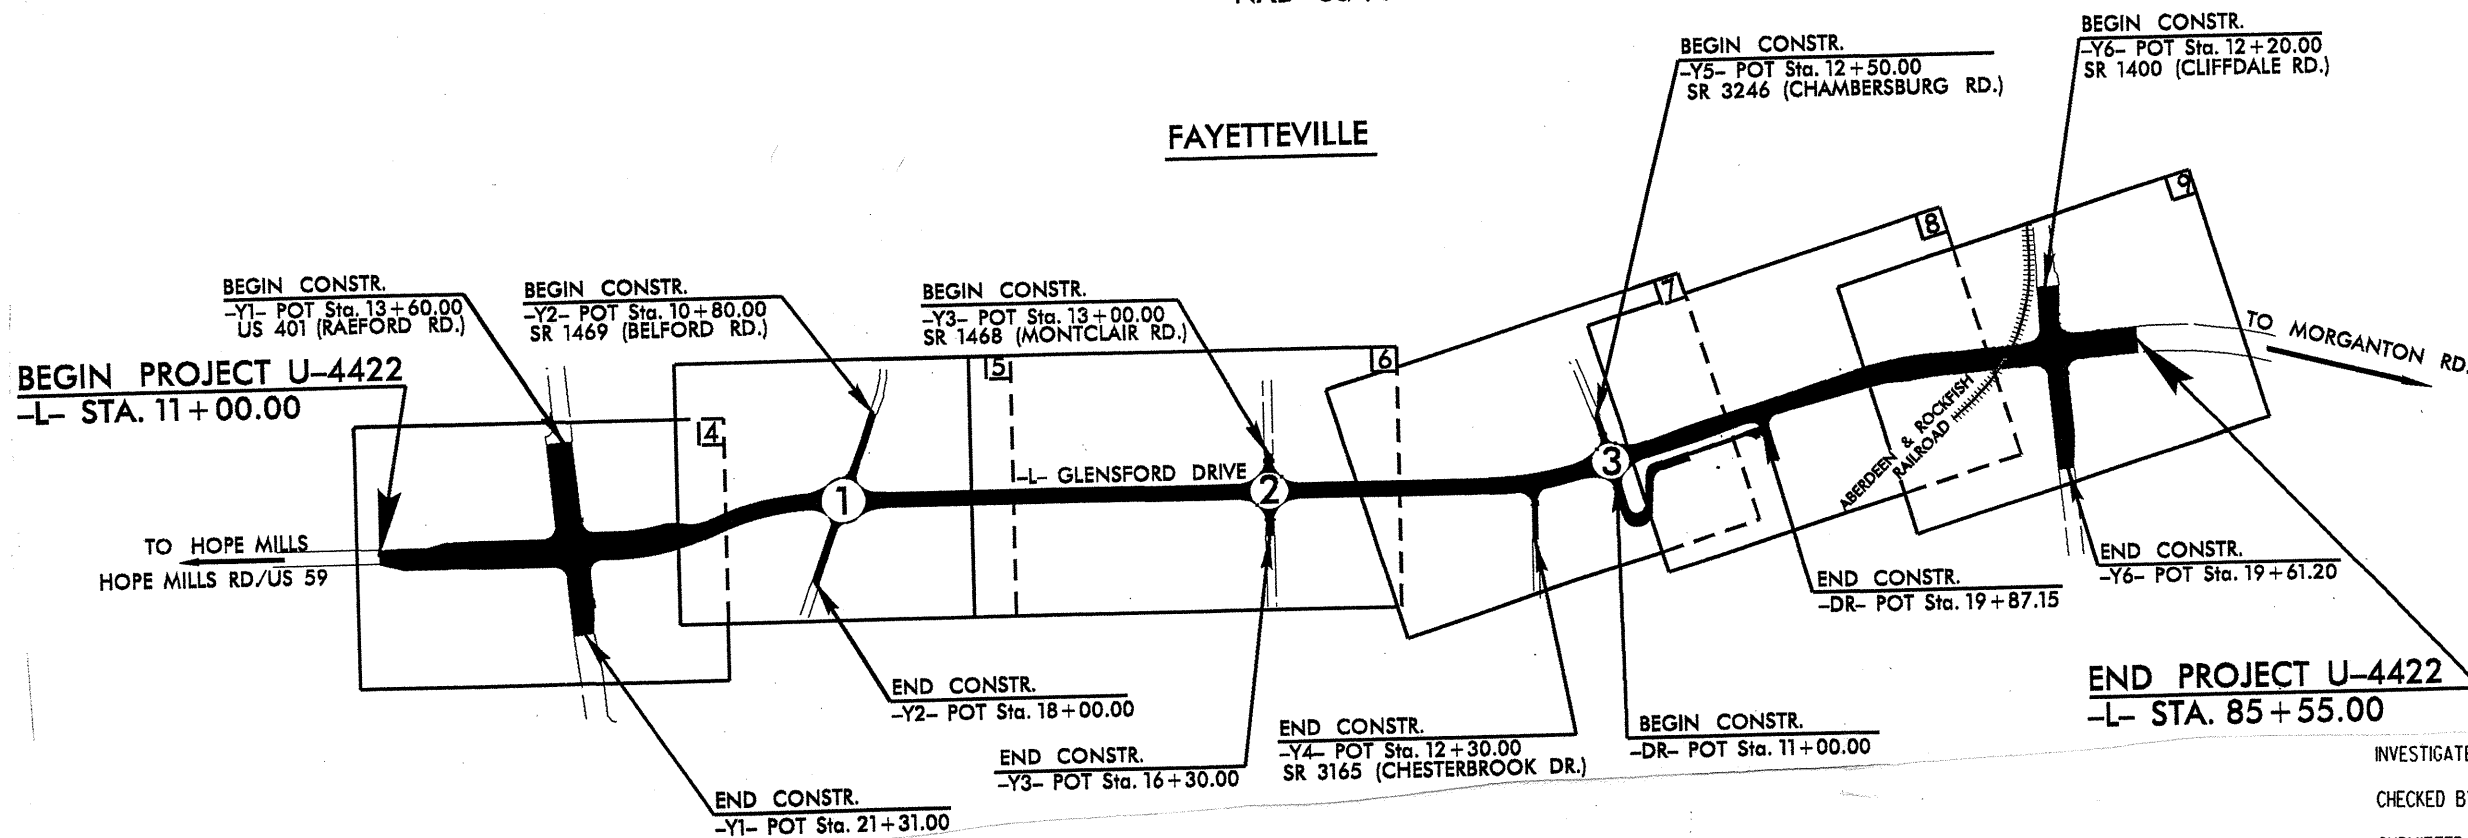 BEGIN CONSTR.
-Y6- POT Sta. 12+20.00
SR 1400 (CLIFFDALE RD.)
BEGIN CONSTR.
-Y5- POT Sta. 12+50.00
SR 3246 (CHAMBERSBURG RD.)
FAYETTEVILLE
9
8
7
BEGIN CONSTR.
-Y1- POT Sta. 13+60.00
US 401 (RAEFORD RD.)
BEGIN CONSTR.
-Y2- POT Sta. 10+80.00
SR 1469 (BELFORD RD.)
BEGIN CONSTR.
-Y3- POT Sta. 13+00.00
SR 1468 (MONTCLAIR RD.)
TO MORGANTON RD.
BEGIN PROJECT U-4422
-L- STA. 11+00.00
5
6
4
-L- GLENSFORD DRIVE
1
2
3
ABERDEEN & ROCKFISH
RAILROAD
TO HOPE MILLS
HOPE MILLS RD/US 59
END CONSTR.
-Y6- POT Sta. 19+61.20
END CONSTR.
-DR- POT Sta. 19+87.15
END CONSTR.
-Y2- POT Sta. 18+00.00
END PROJECT U-4422
-L- STA. 85+55.00
END CONSTR.
-Y4- POT Sta. 12+30.00
SR 3165 (CHESTERBROOK DR.)
BEGIN CONSTR.
-DR- POT Sta. 11+00.00
END CONSTR.
-Y3- POT Sta. 16+30.00
END CONSTR.
-Y1- POT Sta. 21+31.00
INVESTIGATE
CHECKED B